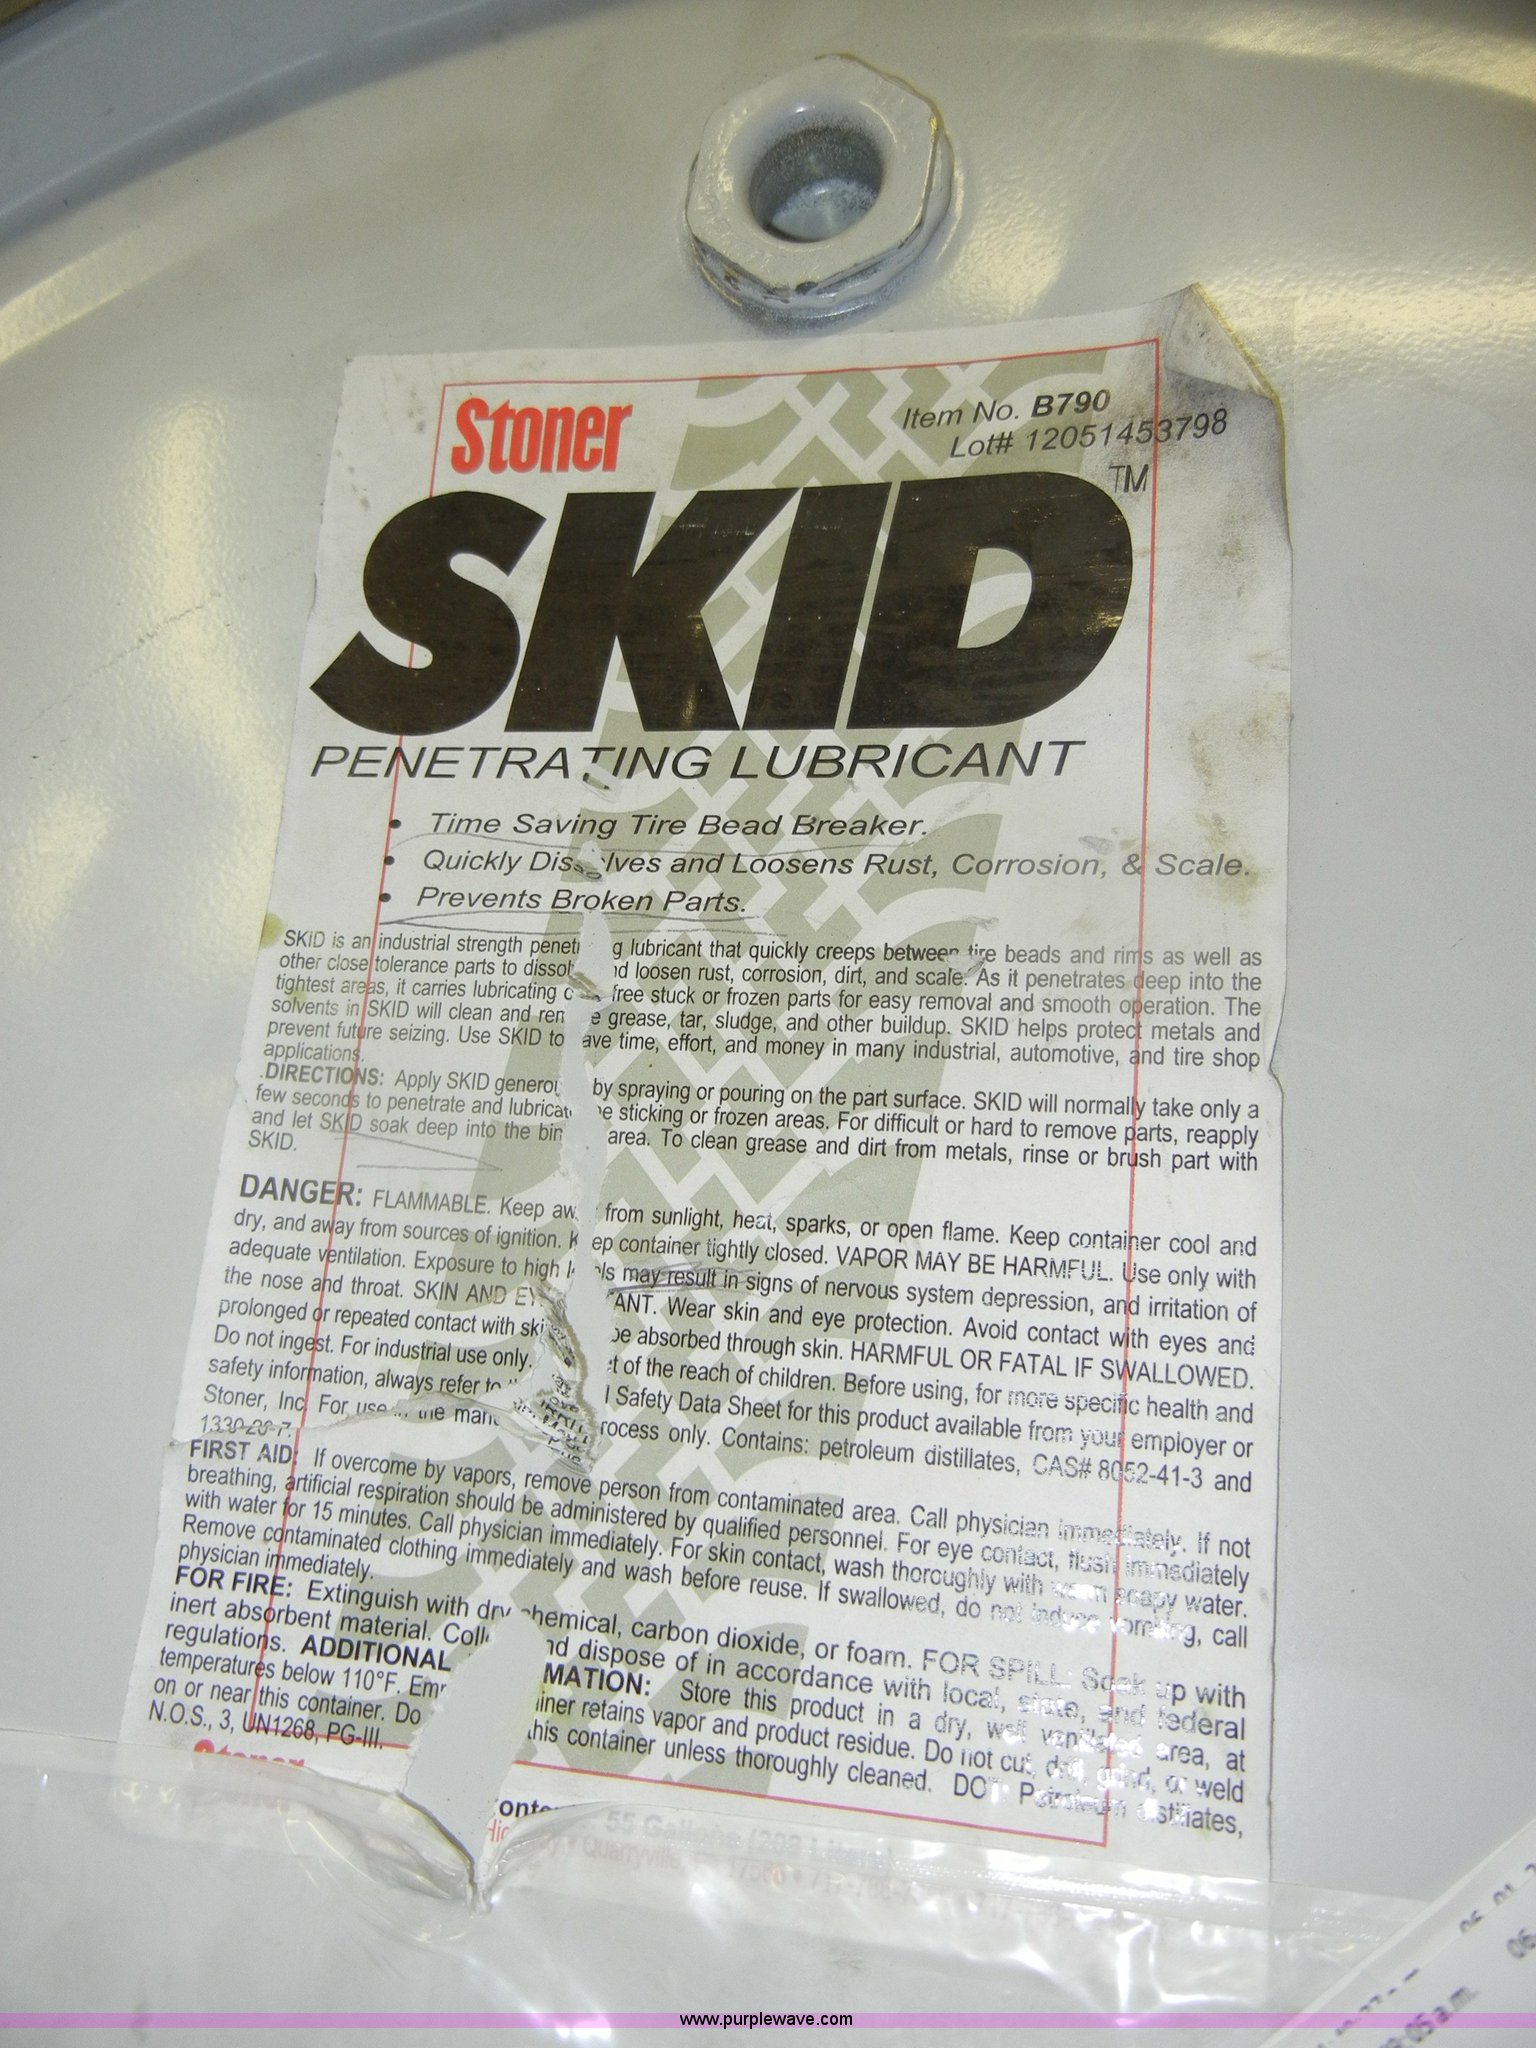 Stoner
Item No. B790
Lot# 12051453798
SKID™
PENETRATING LUBRICANT
• Time Saving Tire Bead Breaker.
• Quickly Dissolves and Loosens Rust, Corrosion, & Scale.
• Prevents Broken Parts.
SKID is an industrial strength lubricant that quickly creeps between tire beads and rims as well as
other close tolerance parts to loosen rust, corrosion, dirt, and scale. As it penetrates deep into the
tightest areas, it carries lubricating free stuck or frozen parts for easy removal and smooth operation. The
solvents in SKID will clean and grease, tar, sludge, and other buildup. SKID helps protect metals and
prevent future seizing. Use SKID to time, effort, and money in many industrial, automotive, and tire shop
applications.
DIRECTIONS: Apply SKID by spraying or pouring on the part surface. SKID will normally take only a
few seconds to penetrate and sticking or frozen areas. For difficult or hard to remove parts, reapply
and let SKID soak deep into the area. To clean grease and dirt from metals, rinse or brush part with
SKID.
DANGER: FLAMMABLE. Keep from sunlight, heat, sparks, or open flame. Keep container cool and
dry, and away from sources of ignition. container tightly closed. VAPOR MAY BE HARMFUL. Use only with
adequate ventilation. Exposure to high may result in signs of nervous system depression, and irritation of
the nose and throat. SKIN AND Wear skin and eye protection. Avoid contact with eyes and
prolonged or repeated contact with be absorbed through skin. HARMFUL OR FATAL IF SWALLOWED.
Do not ingest. For industrial use only. of the reach of children. Before using, for more specific health and
safety information, always refer to Safety Data Sheet for this product available from your employer or
Stoner, Inc. For use in the only. Contains: petroleum distillates, CAS# 8052-41-3 and
1330-20-7.
FIRST AID: If overcome by vapors, remove person from contaminated area. Call physician immediately. If not
breathing, artificial respiration should be administered by qualified personnel. For eye contact, flush immediately
with water for 15 minutes. Call physician immediately. For skin contact, wash thoroughly with warm soapy water.
Remove contaminated clothing immediately and wash before reuse. If swallowed, do not induce vomiting, call
physician immediately.
FOR FIRE: Extinguish with dry chemical, carbon dioxide, or foam. FOR SPILL: Soak up with
inert absorbent material. and dispose of in accordance with local, state, and federal
regulations. ADDITIONAL Store this product in a dry, well ventilated area, at
temperatures below 110°F. retains vapor and product residue. Do not cut, drill, grind, or weld
on or near this container. Do this container unless thoroughly cleaned. DOT: Petroleum distillates,
N.O.S., 3, UN1268, PG-III.
Stoner
55 Gallons
Quarryville
www.purplewave.com